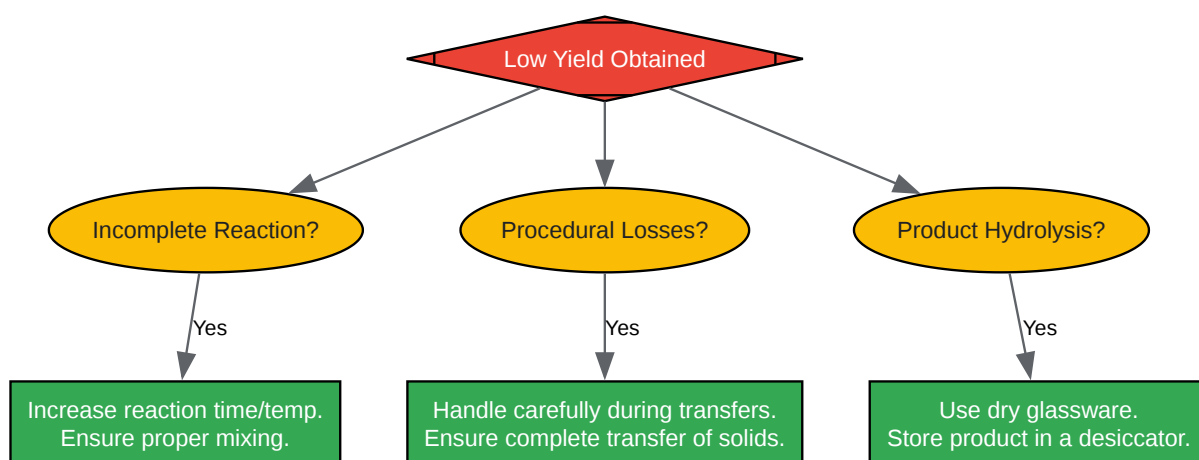 Low Yield Obtained
Incomplete Reaction?
Procedural Losses?
Product Hydrolysis?
Yes
Yes
Yes
Increase reaction time/temp.
Ensure proper mixing.
Handle carefully during transfers.
Ensure complete transfer of solids.
Use dry glassware.
Store product in a desiccator.